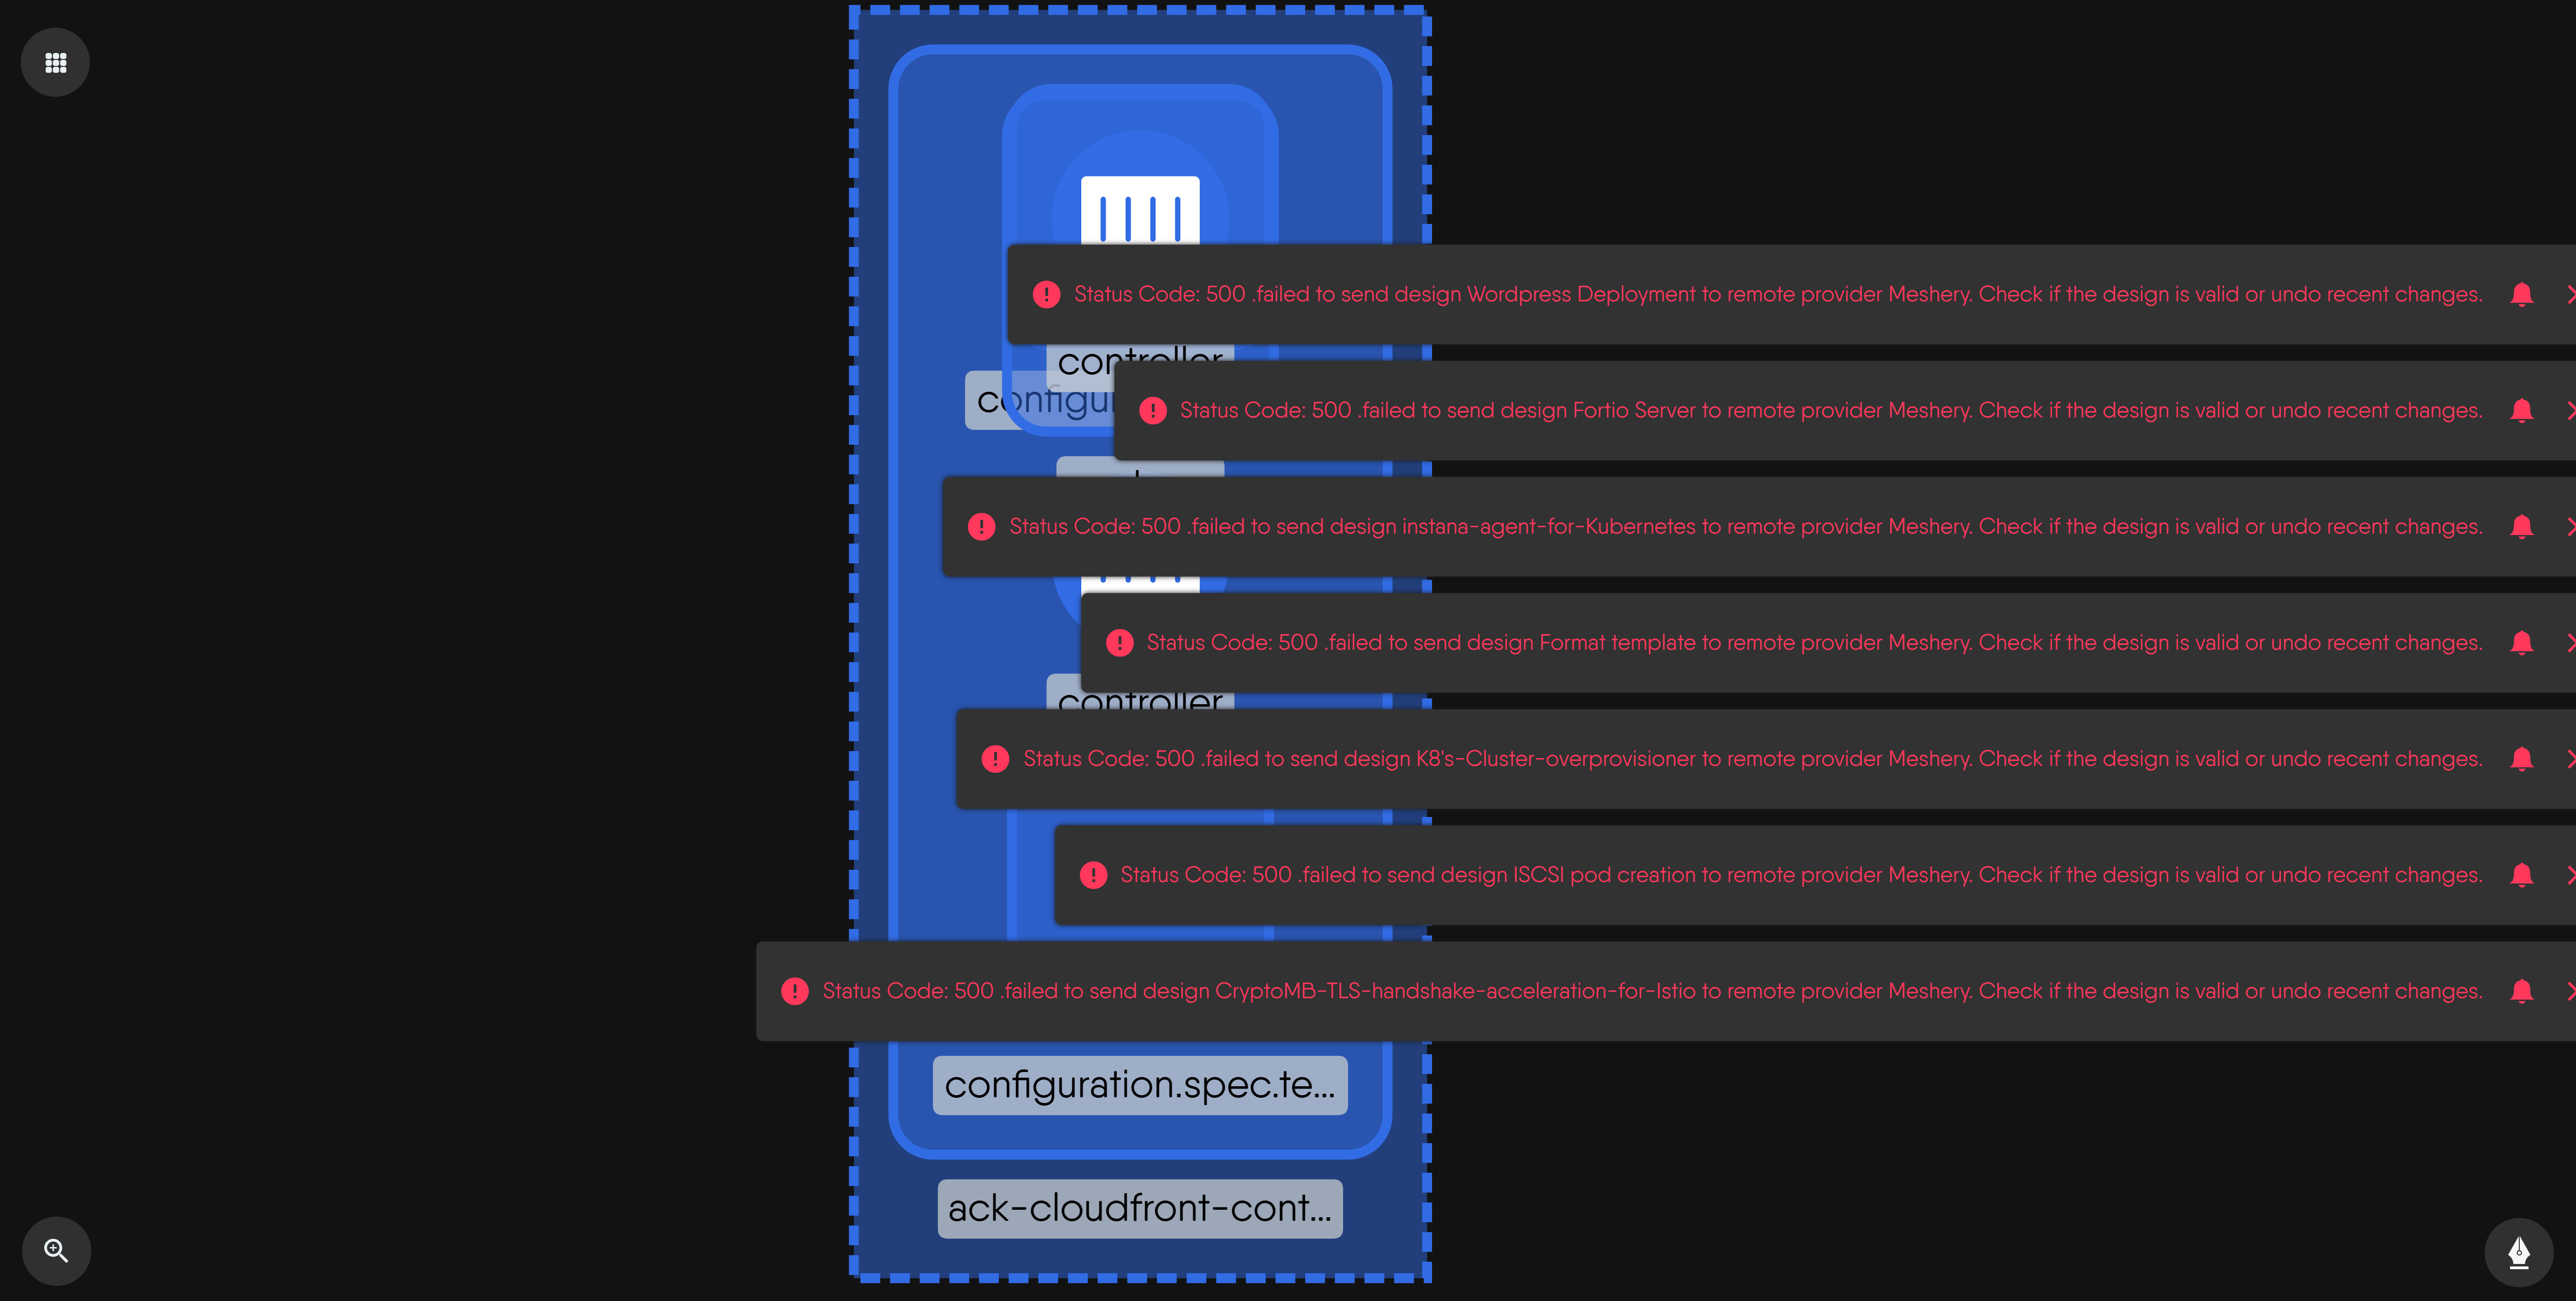 Status Code: 500 .failed to send design Wordpress Deployment to remote provider Meshery. Check if the design is valid or undo recent changes.
controller
Status Code: 500 .failed to send design Fortio Server to remote provider Meshery. Check if the design is valid or undo recent changes.
Status Code: 500 .failed to send design instana-agent-for-Kubernetes to remote provider Meshery. Check if the design is valid or undo recent changes.
Status Code: 500 .failed to send design Format template to remote provider Meshery. Check if the design is valid or undo recent changes.
controller
Status Code: 500 .failed to send design K8's-Cluster-overprovisioner to remote provider Meshery. Check if the design is valid or undo recent changes.
Status Code: 500 .failed to send design ISCSI pod creation to remote provider Meshery. Check if the design is valid or undo recent changes.
Status Code: 500 .failed to send design CryptoMB-TLS-handshake-acceleration-for-Istio to remote provider Meshery. Check if the design is valid or undo recent changes.
configuration.spec.te...
ack-cloudfront-cont...